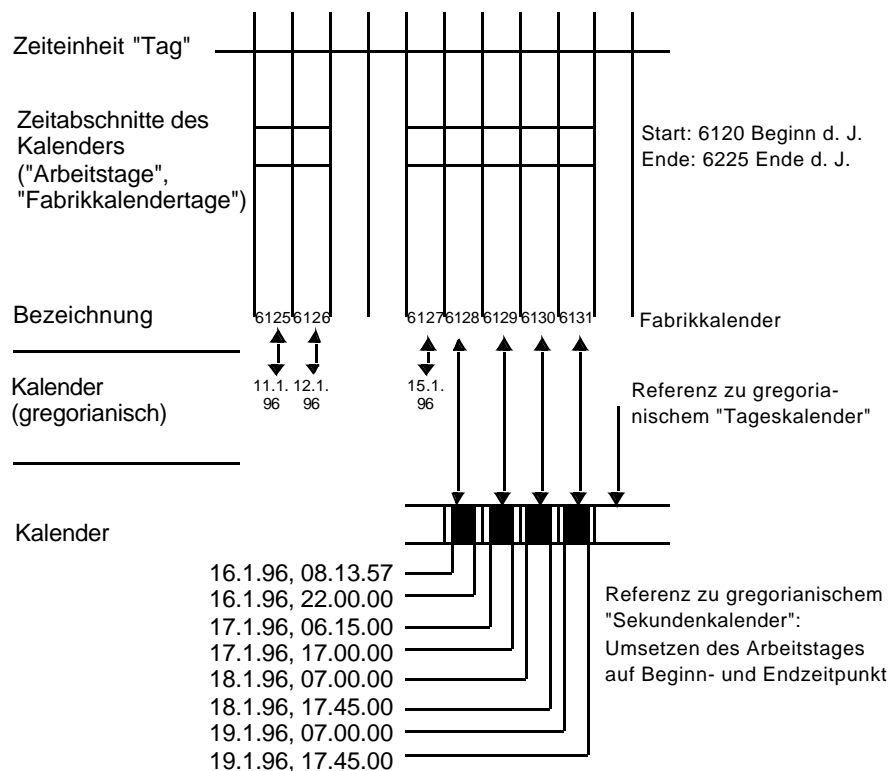 Zeiteinheit "Tag"
Zeitabschnitte des
Kalenders
("Arbeitstage",
"Fabrikkalendertage")
Start: 6120 Beginn d. J.
Ende: 6225 Ende d. J.
Bezeichnung
6125 6126 6127 6128 6129 6130 6131
Fabrikkalender
Kalender
(gregorianisch)
11.1.
96
12.1.
96
15.1.
96
Referenz zu gregoria-
nischem "Tageskalender"
Kalender
16.1.96, 08.13.57
16.1.96, 22.00.00
17.1.96, 06.15.00
17.1.96, 17.00.00
18.1.96, 07.00.00
18.1.96, 17.45.00
19.1.96, 07.00.00
19.1.96, 17.45.00
Referenz zu gregorianischem
"Sekundenkalender":
Umsetzen des Arbeitstages
auf Beginn- und Endzeitpunkt